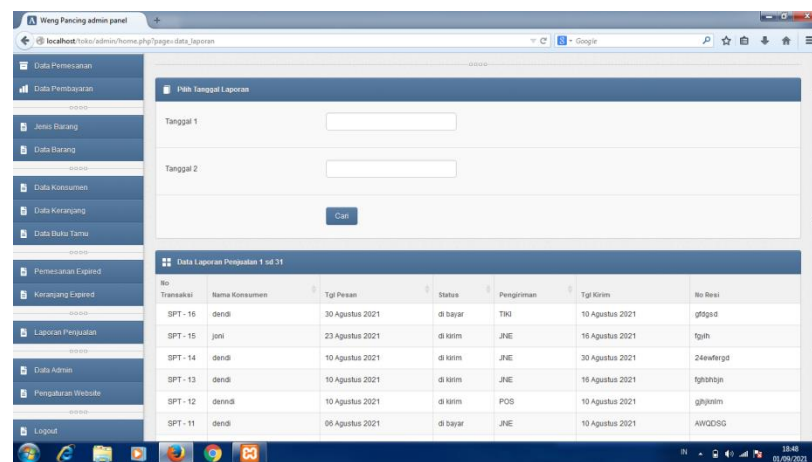 Weng Pancing admin panel
localhost/toko/admin/home.php?page=data_laporan
Google
Data Pemesanan
Data Pembayaran
Jenis Barang
Data Barang
Data Konsumen
Data Keranjang
Data Buku Tamu
Pemesanan Expired
Keranjang Expired
Laporan Penjualan
Data Admin
Pengaturan Website
Logout
Pilih Tanggal Laporan
Tanggal 1
Tanggal 2
Cari
Data Laporan Penjualan 1 sd 31
No Transaksi Nama Konsumen Tgl Pesan Status Pengiriman Tgl Kirim No Resi
SPT - 16 dendi 30 Agustus 2021 di bayar TIKI 10 Agustus 2021 gfdgsd
SPT - 15 joni 23 Agustus 2021 di kirim JNE 16 Agustus 2021 fgyih
SPT - 14 dendi 10 Agustus 2021 di kirim JNE 30 Agustus 2021 24ewfergd
SPT - 13 dendi 10 Agustus 2021 di kirim JNE 16 Agustus 2021 fghbhbjn
SPT - 12 denndi 10 Agustus 2021 di kirim POS 10 Agustus 2021 gjhjknlm
SPT - 11 dendi 06 Agustus 2021 di bayar JNE 10 Agustus 2021 AWQDSG
IN
18:48
01/09/2021